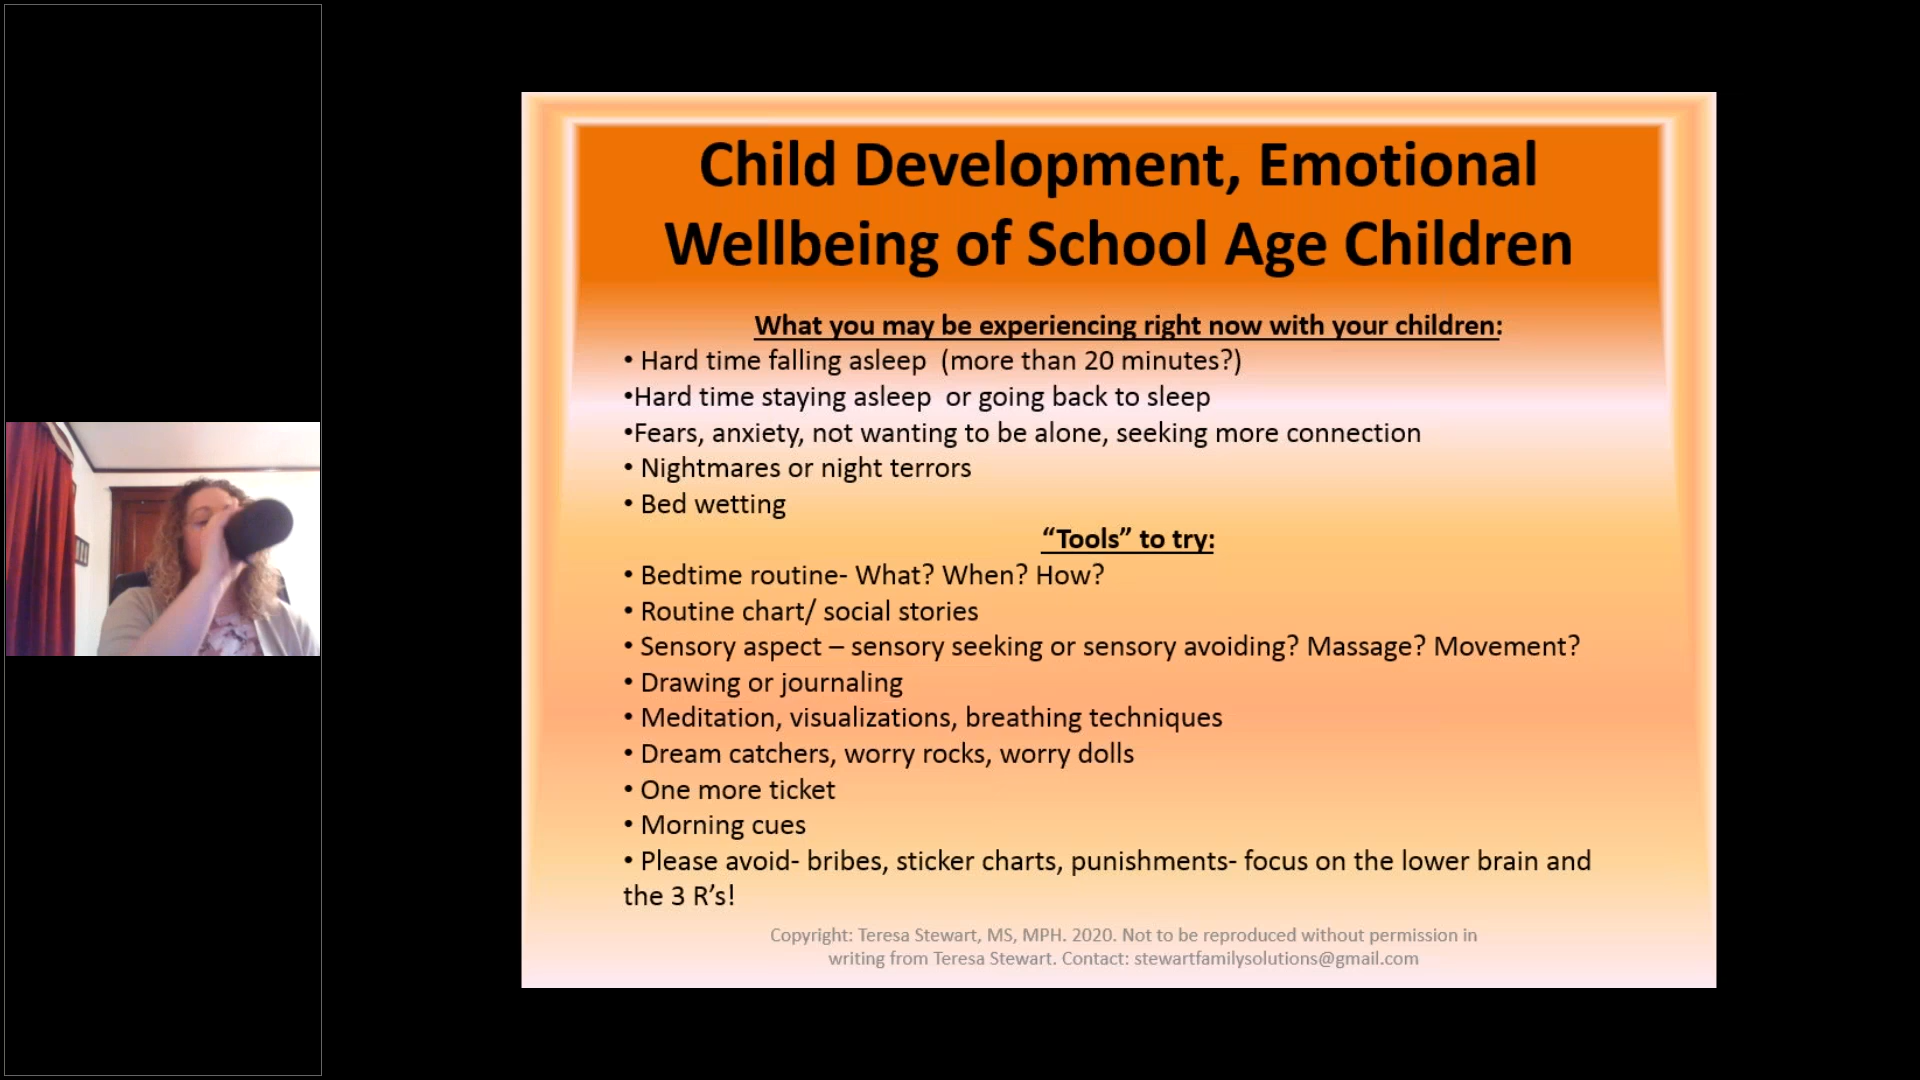 Child Development, Emotional
Wellbeing of School Age Children
What you may be experiencing right now with your children:
• Hard time falling asleep  (more than 20 minutes?)
•Hard time staying asleep  or going back to sleep
•Fears, anxiety, not wanting to be alone, seeking more connection
• Nightmares or night terrors
• Bed wetting
“Tools” to try:
• Bedtime routine- What? When? How?
• Routine chart/ social stories
• Sensory aspect – sensory seeking or sensory avoiding? Massage? Movement?
• Drawing or journaling
• Meditation, visualizations, breathing techniques
• Dream catchers, worry rocks, worry dolls
• One more ticket
• Morning cues
• Please avoid- bribes, sticker charts, punishments- focus on the lower brain and
the 3 R’s!
Copyright: Teresa Stewart, MS, MPH. 2020. Not to be reproduced without permission in
writing from Teresa Stewart. Contact: stewartfamilysolutions@gmail.com